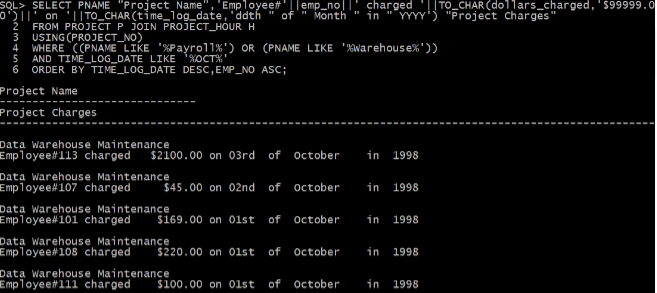 SQL> SELECT PNAME "Project Name",'Employee#'||emp_no||' charged '||TO_CHAR(dollars_charged,'$99999.0
0')||' on '||TO_CHAR(time_log_date,'ddth " of " Month " in " YYYY') "Project Charges"
2 FROM PROJECT P JOIN PROJECT_HOUR H
3 USING(PROJECT_NO)
4 WHERE ((PNAME LIKE '%Payroll%') OR (PNAME LIKE '%Warehouse%'))
5 AND TIME_LOG_DATE LIKE '%OCT%'
6 ORDER BY TIME_LOG_DATE DESC,EMP_NO ASC;
Project Name
------------------------------
Project Charges
----------------------------------------------------------------------------------------------------
Data Warehouse Maintenance
Employee#113 charged $2100.00 on 03rd of October in 1998
Data Warehouse Maintenance
Employee#107 charged $45.00 on 02nd of October in 1998
Data Warehouse Maintenance
Employee#101 charged $169.00 on 01st of October in 1998
Data Warehouse Maintenance
Employee#108 charged $220.00 on 01st of October in 1998
Data Warehouse Maintenance
Employee#111 charged $100.00 on 01st of October in 1998